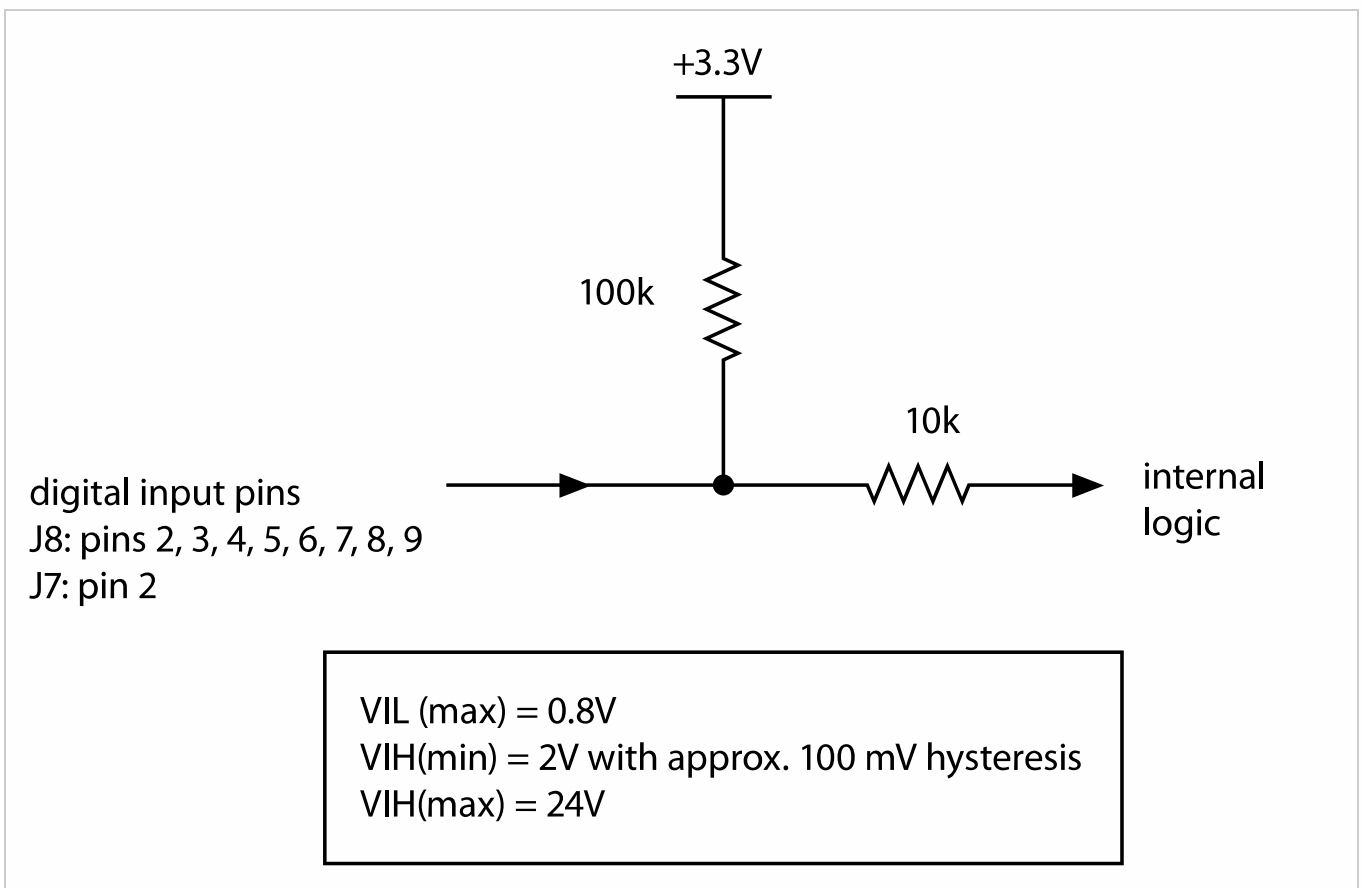 +3.3V
100k
10k
digital input pins
J8: pins 2, 3, 4, 5, 6, 7, 8, 9
J7: pin 2
internal
logic
VIL (max) = 0.8V
VIH(min) = 2V with approx. 100 mV hysteresis
VIH(max) = 24V